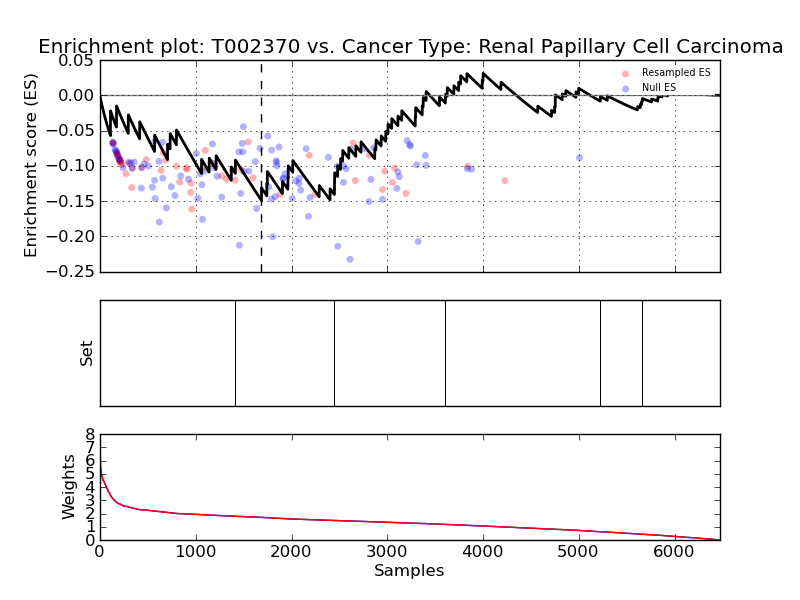 Enrichment plot: T002370 vs. Cancer Type: Renal Papillary Cell Carcinoma
0.05
0.00
−0.05
−0.10
−0.15
−0.20
−0.25
Enrichment score (ES)
Resampled ES
Null ES
Set
8
7
6
5
4
3
2
1
0
Weights
0 1000 2000 3000 4000 5000 6000
Samples